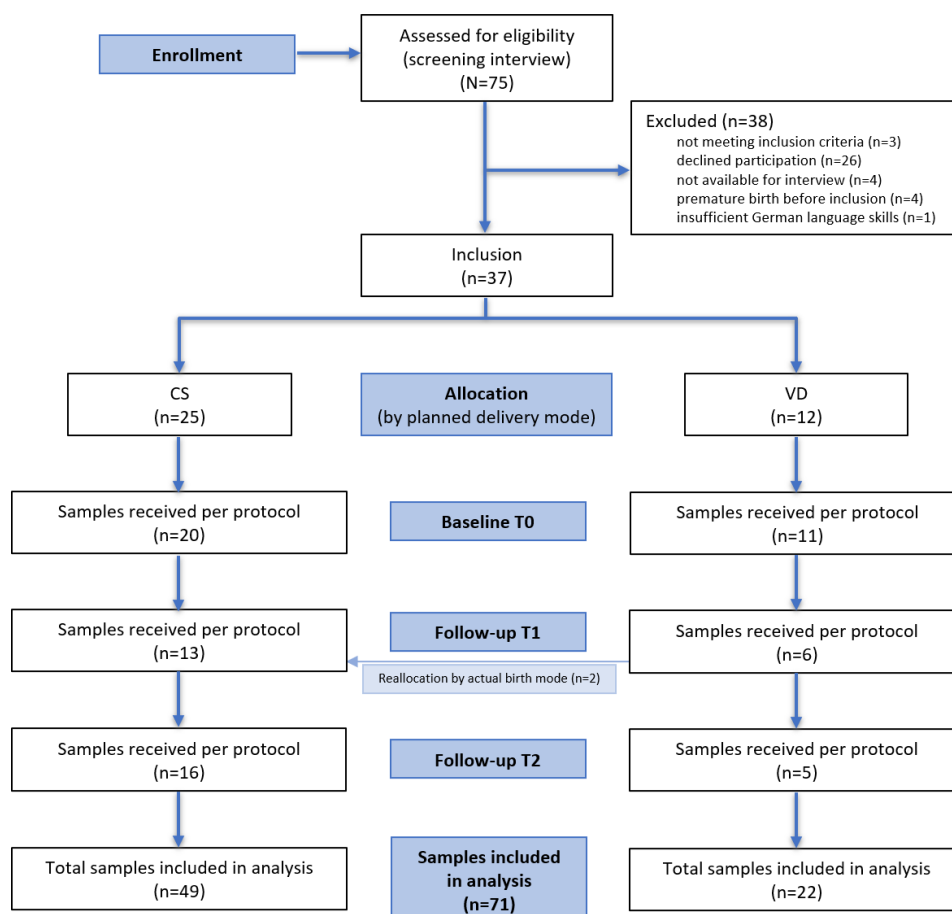 Enrollment
Assessed for eligibility
(screening interview)
(N=75)
Excluded (n=38)
not meeting inclusion criteria (n=3)
declined participation (n=26)
not available for interview (n=4)
premature birth before inclusion (n=4)
insufficient German language skills (n=1)
Inclusion
(n=37)
CS
(n=25)
Allocation
(by planned delivery mode)
VD
(n=12)
Samples received per protocol
(n=20)
Baseline T0
Samples received per protocol
(n=11)
Samples received per protocol
(n=13)
Follow-up T1
Samples received per protocol
(n=6)
Reallocation by actual birth mode (n=2)
Samples received per protocol
(n=16)
Follow-up T2
Samples received per protocol
(n=5)
Total samples included in analysis
(n=49)
Samples included
in analysis
(n=71)
Total samples included in analysis
(n=22)